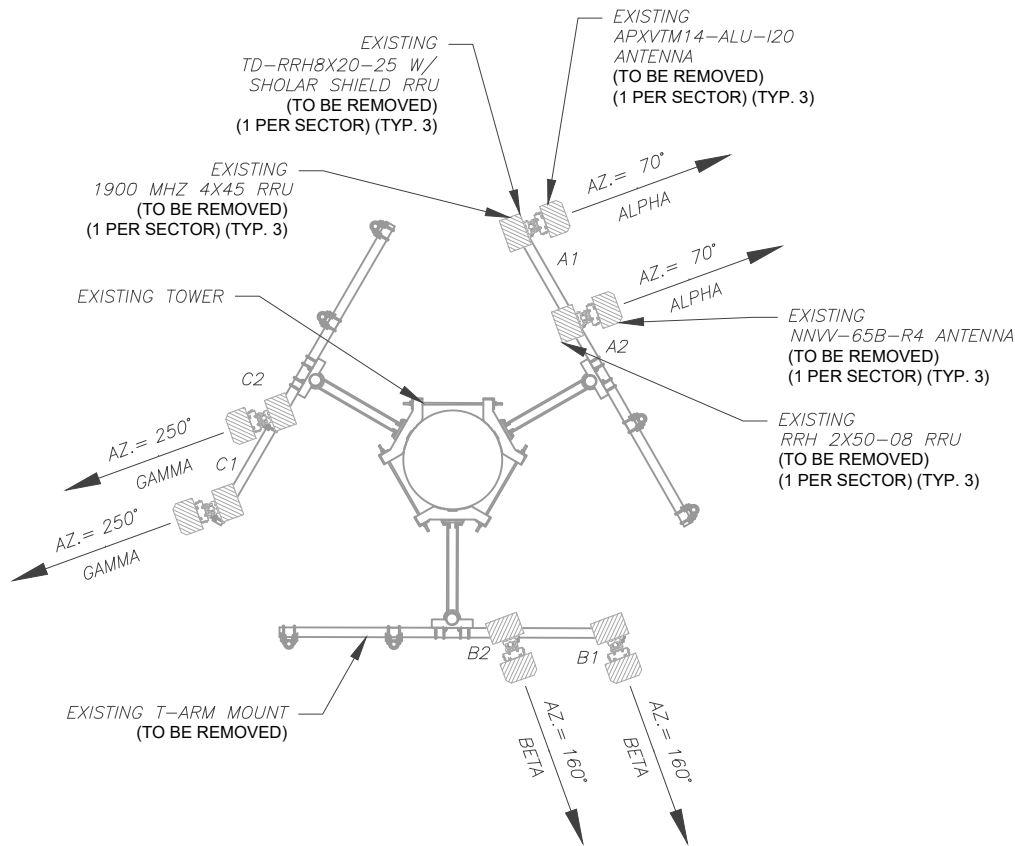 EXISTING
TD-RRH8X20-25 W/
SHOLAR SHIELD RRU
(TO BE REMOVED)
(1 PER SECTOR) (TYP. 3)
EXISTING
APXVTM14-ALU-I20
ANTENNA
(TO BE REMOVED)
(1 PER SECTOR) (TYP. 3)
EXISTING
1900 MHZ 4X45 RRU
(TO BE REMOVED)
(1 PER SECTOR) (TYP. 3)
AZ.= 70°
ALPHA
A1
AZ.= 70°
ALPHA
A2
EXISTING TOWER
EXISTING
NNVV-65B-R4 ANTENNA
(TO BE REMOVED)
(1 PER SECTOR) (TYP. 3)
EXISTING
RRH 2X50-08 RRU
(TO BE REMOVED)
(1 PER SECTOR) (TYP. 3)
C2
AZ.= 250°
GAMMA
C1
AZ.= 250°
GAMMA
B2
B1
EXISTING T-ARM MOUNT
(TO BE REMOVED)
AZ.= 160°
BETA
AZ.= 160°
BETA